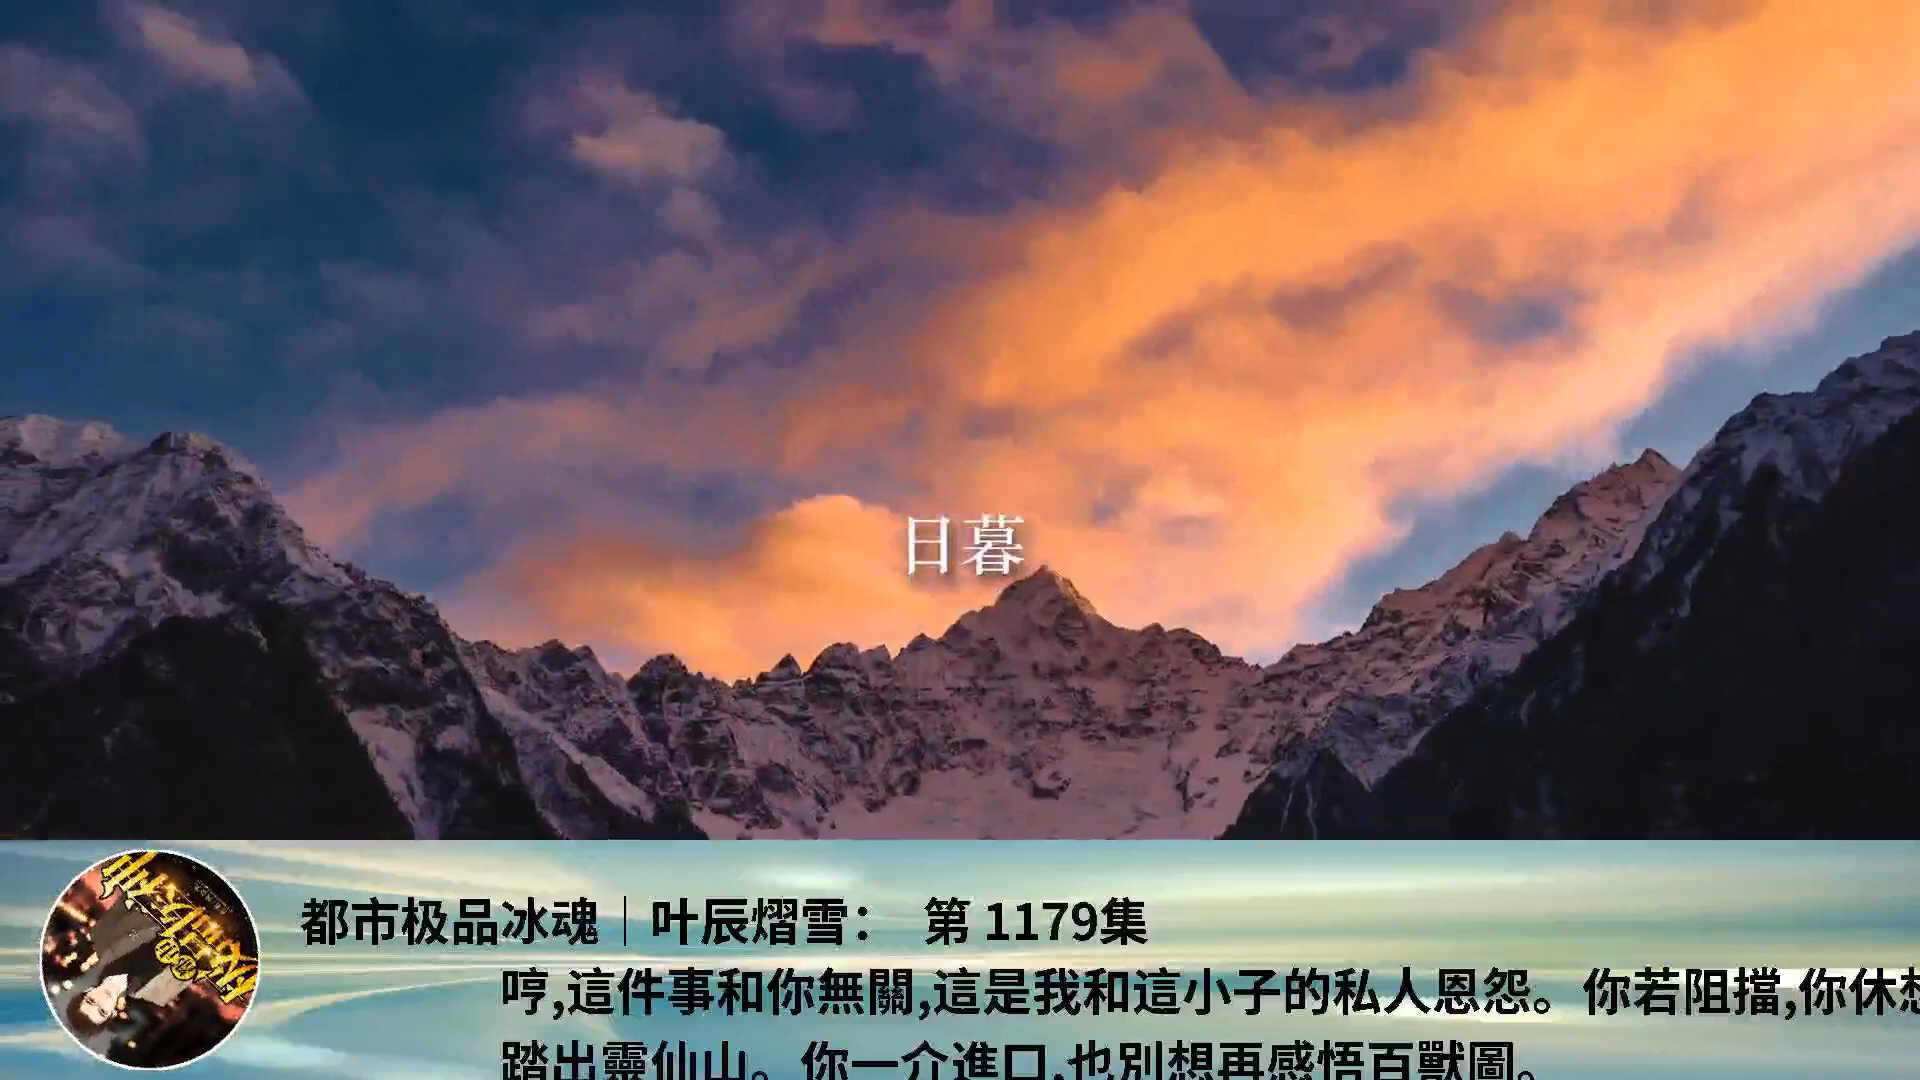 日暮
都市极品冰魂｜叶辰熠雪： 第 1179集
哼,這件事和你無關,這是我和這小子的私人恩怨。你若阻擋,你休想
踏出靈仙山。你一介進口,也別想再感悟百獸圖。